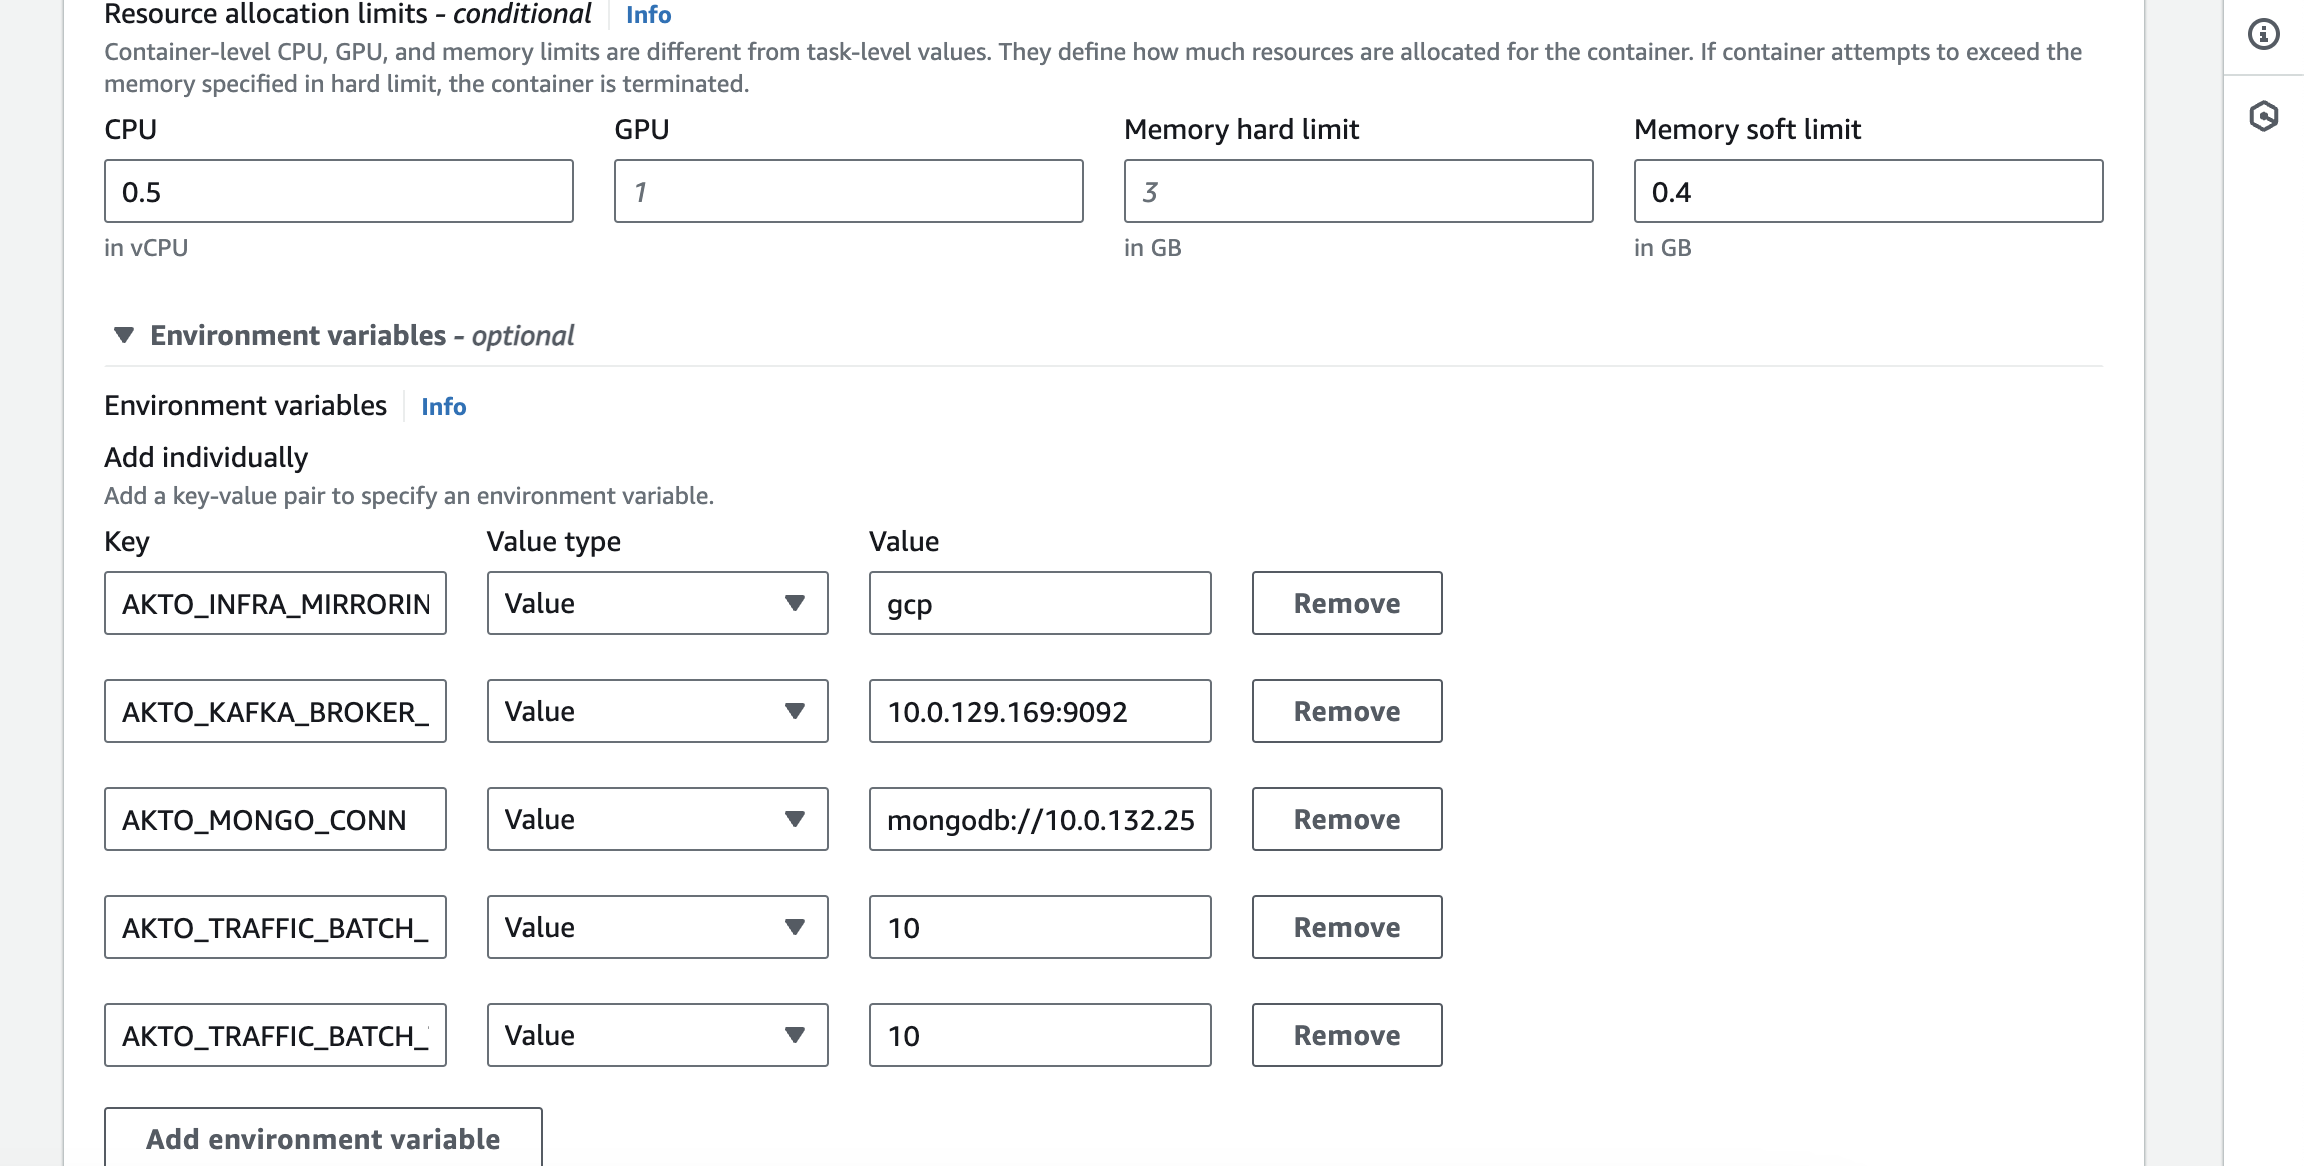 Resource allocation limits - conditional Info
Container-level CPU, GPU, and memory limits are different from task-level values. They define how much resources are allocated for the container. If container attempts to exceed the
memory specified in hard limit, the container is terminated.
CPU GPU Memory hard limit Memory soft limit
0.5 1 3 0.4
in vCPU in GB in GB
Environment variables - optional
Environment variables Info
Add individually
Add a key-value pair to specify an environment variable.
Key Value type Value
AKTO_INFRA_MIRRORIN Value gcp Remove
AKTO_KAFKA_BROKER_ Value 10.0.129.169:9092 Remove
AKTO_MONGO_CONN Value mongodb://10.0.132.25 Remove
AKTO_TRAFFIC_BATCH_ Value 10 Remove
AKTO_TRAFFIC_BATCH_ Value 10 Remove
Add environment variable